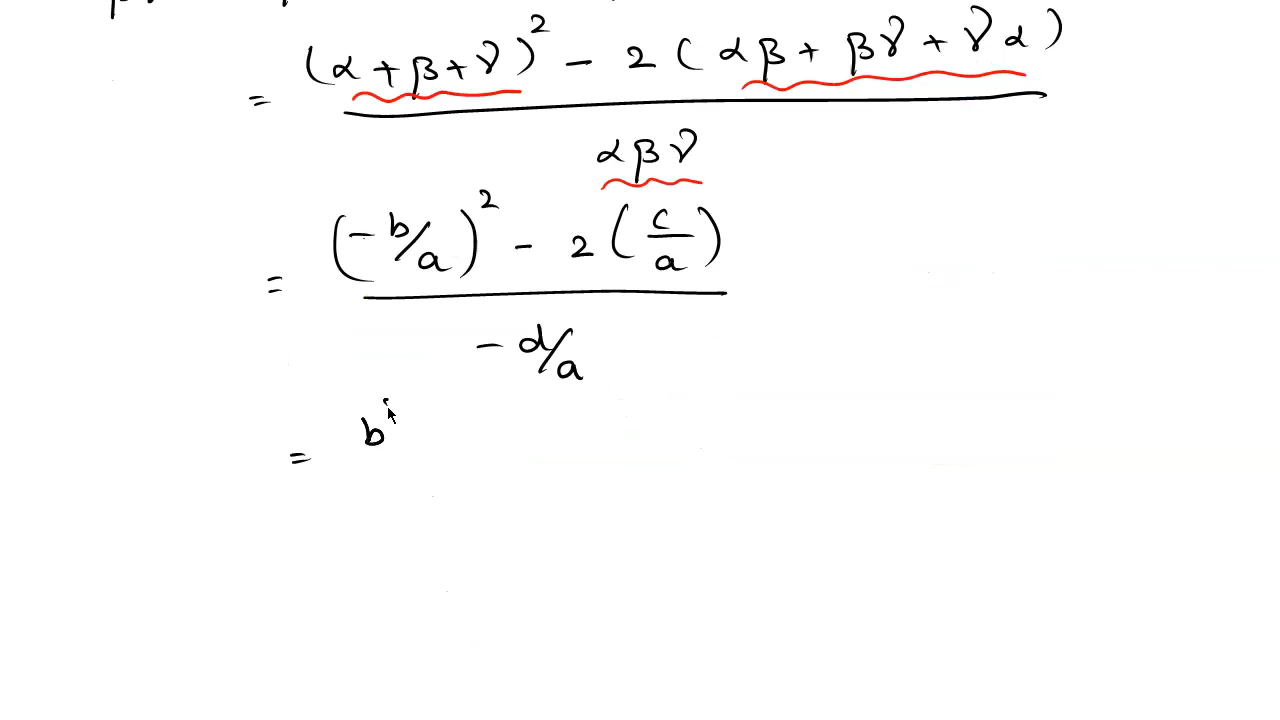 = (α + β + γ)² - 2 (αβ + βγ + γα)
αβγ
= (- b/a)² - 2 (c/a)
- d/a
= b